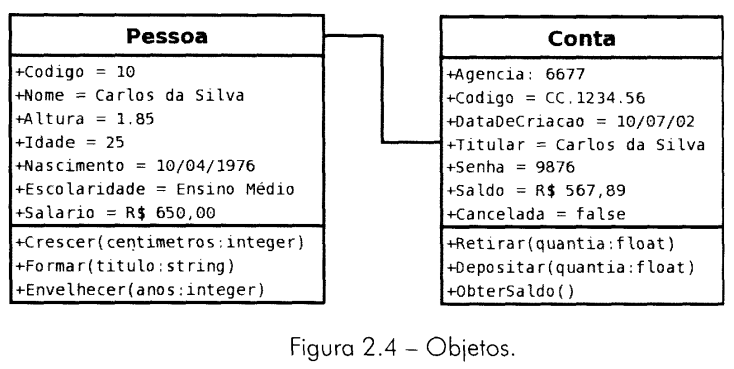 Pessoa
+Codigo = 10
+Nome = Carlos da Silva
+Altura = 1.85
+Idade = 25
+Nascimento = 10/04/1976
+Escolaridade = Ensino Médio
+Salario = R$ 650,00
+Crescer(centimetros:integer)
+Formar(titulo:string)
+Envelhecer(anos:integer)
Conta
+Agencia: 6677
+Codigo = CC.1234.56
+DataDeCriacao = 10/07/02
+Titular = Carlos da Silva
+Senha = 9876
+Saldo = R$ 567,89
+Cancelada = false
+Retirar(quantia:float)
+Depositar(quantia:float)
+ObterSaldo()
Figura 2.4 – Objetos.